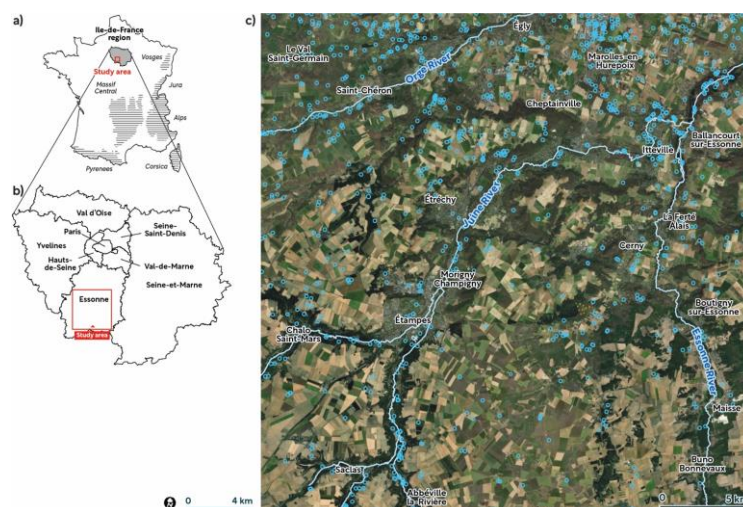 a)
Ile-de-France
region
Study area
Vosges
Jura
Massif
Central
Alps
Pyrenees
Corsica
b)
Val d'Oise
Paris
Seine-
Saint-Denis
Yvelines
Hauts-
de-Seine
Val-de-Marne
Seine-et-Marne
Essonne
Study area
0 4 km
c)
Égly
Le Val
Saint-Germain
Orge River
Marolles-en
Hurepoix
Saint-Chéron
Cheptainville
Ballancourt
sur-Essonne
Itteville
Étréchy
Juine River
La Ferté
Alais
Cerny
Morigny
Champigny
Boutigny
sur-Essonne
Étampes
Chalo
Saint-Mars
Essonne River
Maisse
Buno
Bonnevaux
Saclas
Abbéville
la-Rivière
0 5 km